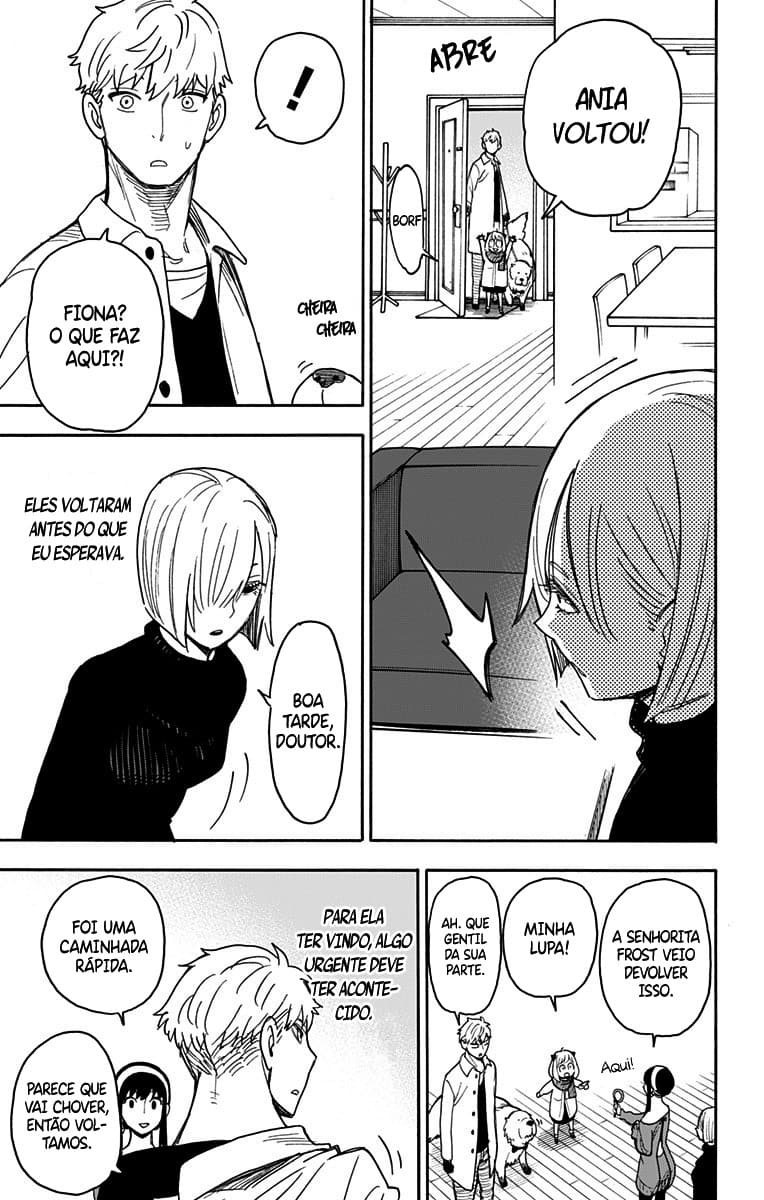 ABRE
ANIA
VOLTOU!
BORF
!
FIONA?
O QUE FAZ
AQUI?!
CHEIRA
CHEIRA
ELES VOLTARAM
ANTES DO QUE
EU ESPERAVA.
BOA
TARDE,
DOUTOR.
A SENHORITA
FROST VEIO
DEVOLVER
ISSO.
Aqui!
MINHA
LUPA!
AH. QUE
GENTIL
DA SUA
PARTE.
PARA ELA
TER VINDO, ALGO
URGENTE DEVE
TER ACONTE-
CIDO.
FOI UMA
CAMINHADA
RÁPIDA.
PARECE QUE
VAI CHOVER,
ENTÃO VOL-
TAMOS.